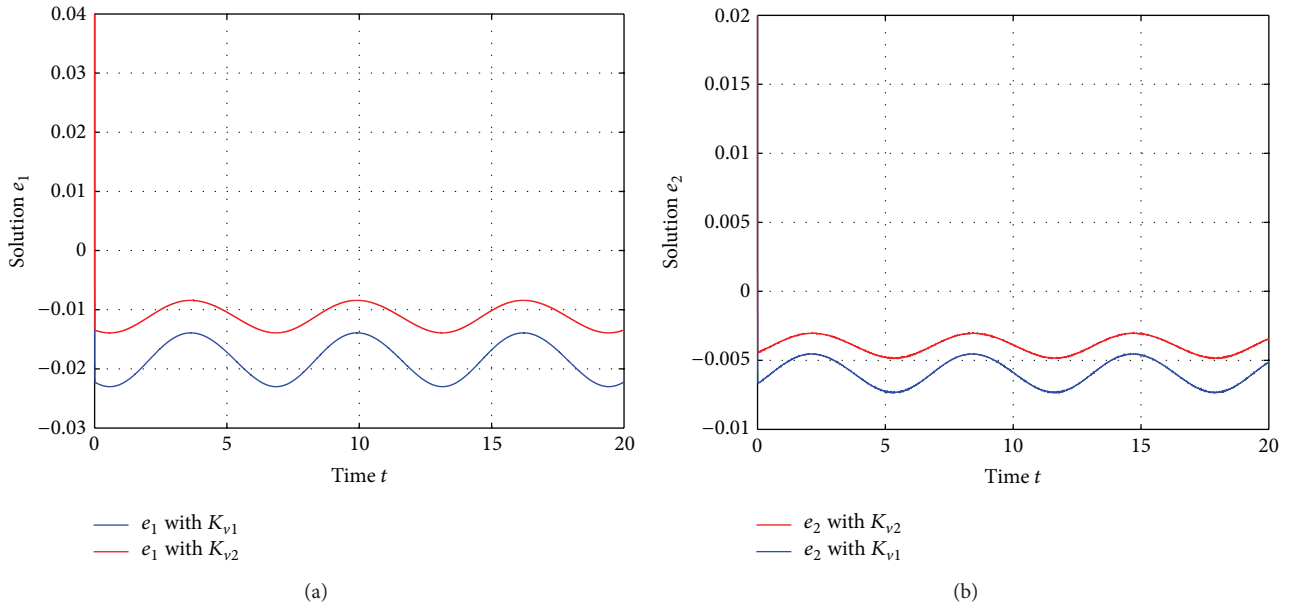 0.04
0.03
0.04
0.01
0
−0.01
−0.02
−0.03
Solution e₁
0 5 10 15 20
Time t
e₁ with Kᵥ₁
e₁ with Kᵥ₂
(a)
0.02
0.015
0.01
0.005
0
−0.005
−0.01
Solution e₂
0 5 10 15 20
Time t
e₂ with Kᵥ₂
e₂ with Kᵥ₁
(b)